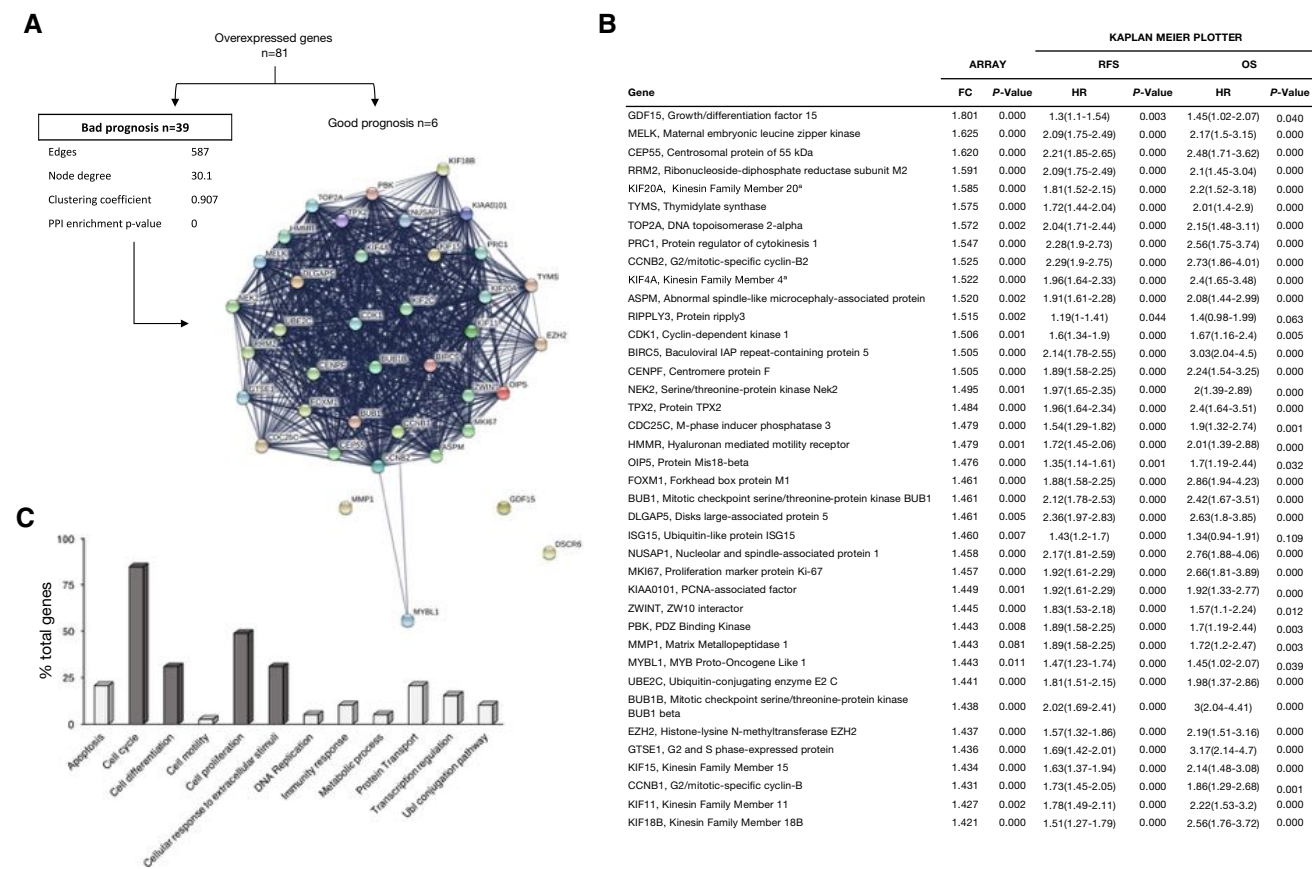 A
Overexpressed genes
n=81
Bad prognosis n=39
Good prognosis n=6
Edges 587
Node degree 30.1
Clustering coefficient 0.907
PPI enrichment p-value 0
KIF18B
PBK
TOP2A
TPX2
NUSAP1
KIAA0101
HMMR
KIF4A
KIF15
PRC1
MELK
DLGAP5
TYMS
KIF20A
NEK2
KIF2C
UBE2C
CDK1
KIF11
EZH2
RRM2
CENPF
BUB1B
BIRC5
GTSE1
ZWINT
OIP5
FOXM1
BUB1
CCNB1
MKI67
CDC25C
CEP55
CCNB2
ASPM
MMP1
GDF15
DSCR6
MYBL1
B
KAPLAN MEIER PLOTTER
ARRAY RFS OS
Gene FC P-Value HR P-Value HR P-Value
GDF15, Growth/differentiation factor 15 1.801 0.000 1.3(1.1-1.54) 0.003 1.45(1.02-2.07) 0.040
MELK, Maternal embryonic leucine zipper kinase 1.625 0.000 2.09(1.75-2.49) 0.000 2.17(1.5-3.15) 0.000
CEP55, Centrosomal protein of 55 kDa 1.620 0.000 2.21(1.85-2.65) 0.000 2.48(1.71-3.62) 0.000
RRM2, Ribonucleoside-diphosphate reductase subunit M2 1.591 0.000 2.09(1.75-2.49) 0.000 2.1(1.45-3.04) 0.000
KIF20A, Kinesin Family Member 20ª 1.585 0.000 1.81(1.52-2.15) 0.000 2.2(1.52-3.18) 0.000
TYMS, Thymidylate synthase 1.575 0.000 1.72(1.44-2.04) 0.000 2.01(1.4-2.9) 0.000
TOP2A, DNA topoisomerase 2-alpha 1.572 0.002 2.04(1.71-2.44) 0.000 2.15(1.48-3.11) 0.000
PRC1, Protein regulator of cytokinesis 1 1.547 0.000 2.28(1.9-2.73) 0.000 2.56(1.75-3.74) 0.000
CCNB2, G2/mitotic-specific cyclin-B2 1.525 0.000 2.29(1.9-2.75) 0.000 2.73(1.86-4.01) 0.000
KIF4A, Kinesin Family Member 4ª 1.522 0.000 1.96(1.64-2.33) 0.000 2.4(1.65-3.48) 0.000
ASPM, Abnormal spindle-like microcephaly-associated protein 1.520 0.002 1.91(1.61-2.28) 0.000 2.08(1.44-2.99) 0.000
RIPPLY3, Protein ripply3 1.515 0.002 1.19(1-1.41) 0.044 1.4(0.98-1.99) 0.063
CDK1, Cyclin-dependent kinase 1 1.506 0.001 1.6(1.34-1.9) 0.000 1.67(1.16-2.4) 0.005
BIRC5, Baculoviral IAP repeat-containing protein 5 1.505 0.000 2.14(1.78-2.55) 0.000 3.03(2.04-4.5) 0.000
CENPF, Centromere protein F 1.505 0.000 1.89(1.58-2.25) 0.000 2.24(1.54-3.25) 0.000
NEK2, Serine/threonine-protein kinase Nek2 1.495 0.001 1.97(1.65-2.35) 0.000 2(1.39-2.89) 0.000
TPX2, Protein TPX2 1.484 0.000 1.96(1.64-2.34) 0.000 2.4(1.64-3.51) 0.000
CDC25C, M-phase inducer phosphatase 3 1.479 0.000 1.54(1.29-1.82) 0.000 1.9(1.32-2.74) 0.001
HMMR, Hyaluronan mediated motility receptor 1.479 0.001 1.72(1.45-2.06) 0.000 2.01(1.39-2.88) 0.000
OIP5, Protein Mis18-beta 1.476 0.000 1.35(1.14-1.61) 0.001 1.7(1.19-2.44) 0.032
FOXM1, Forkhead box protein M1 1.461 0.000 1.88(1.58-2.25) 0.000 2.86(1.94-4.23) 0.000
BUB1, Mitotic checkpoint serine/threonine-protein kinase BUB1 1.461 0.000 2.12(1.78-2.53) 0.000 2.42(1.67-3.51) 0.000
DLGAP5, Disks large-associated protein 5 1.461 0.005 2.36(1.97-2.83) 0.000 2.63(1.8-3.85) 0.000
ISG15, Ubiquitin-like protein ISG15 1.460 0.007 1.43(1.2-1.7) 0.000 1.34(0.94-1.91) 0.109
NUSAP1, Nucleolar and spindle-associated protein 1 1.458 0.000 2.17(1.81-2.59) 0.000 2.76(1.88-4.06) 0.000
MKI67, Proliferation marker protein Ki-67 1.457 0.000 1.92(1.61-2.29) 0.000 2.66(1.81-3.89) 0.000
KIAA0101, PCNA-associated factor 1.449 0.001 1.92(1.61-2.29) 0.000 1.92(1.33-2.77) 0.000
ZWINT, ZW10 interactor 1.445 0.000 1.83(1.53-2.18) 0.000 1.57(1.1-2.24) 0.012
PBK, PDZ Binding Kinase 1.443 0.008 1.89(1.58-2.25) 0.000 1.7(1.19-2.44) 0.003
MMP1, Matrix Metallopeptidase 1 1.443 0.081 1.89(1.58-2.25) 0.000 1.72(1.2-2.47) 0.003
MYBL1, MYB Proto-Oncogene Like 1 1.443 0.011 1.47(1.23-1.74) 0.000 1.45(1.02-2.07) 0.039
UBE2C, Ubiquitin-conjugating enzyme E2 C 1.441 0.000 1.81(1.51-2.15) 0.000 1.98(1.37-2.86) 0.000
BUB1B, Mitotic checkpoint serine/threonine-protein kinase
BUB1 beta 1.438 0.000 2.02(1.69-2.41) 0.000 3(2.04-4.41) 0.000
EZH2, Histone-lysine N-methyltransferase EZH2 1.437 0.000 1.57(1.32-1.86) 0.000 2.19(1.51-3.16) 0.000
GTSE1, G2 and S phase-expressed protein 1.436 0.000 1.69(1.42-2.01) 0.000 3.17(2.14-4.7) 0.000
KIF15, Kinesin Family Member 15 1.434 0.000 1.63(1.37-1.94) 0.000 2.14(1.48-3.08) 0.000
CCNB1, G2/mitotic-specific cyclin-B 1.431 0.000 1.73(1.45-2.05) 0.000 1.86(1.29-2.68) 0.001
KIF11, Kinesin Family Member 11 1.427 0.002 1.78(1.49-2.11) 0.000 2.22(1.53-3.2) 0.000
KIF18B, Kinesin Family Member 18B 1.421 0.000 1.51(1.27-1.79) 0.000 2.56(1.76-3.72) 0.000
C
% total genes
100
75
50
25
0
Apoptosis
Cell cycle
Cell differentiation
Cell motility
Cell proliferation
Cellular response to extracellular stimuli
DNA Replication
Immunity response
Metabolic process
Protein Transport
Transcription regulation
Ubl conjugation pathway